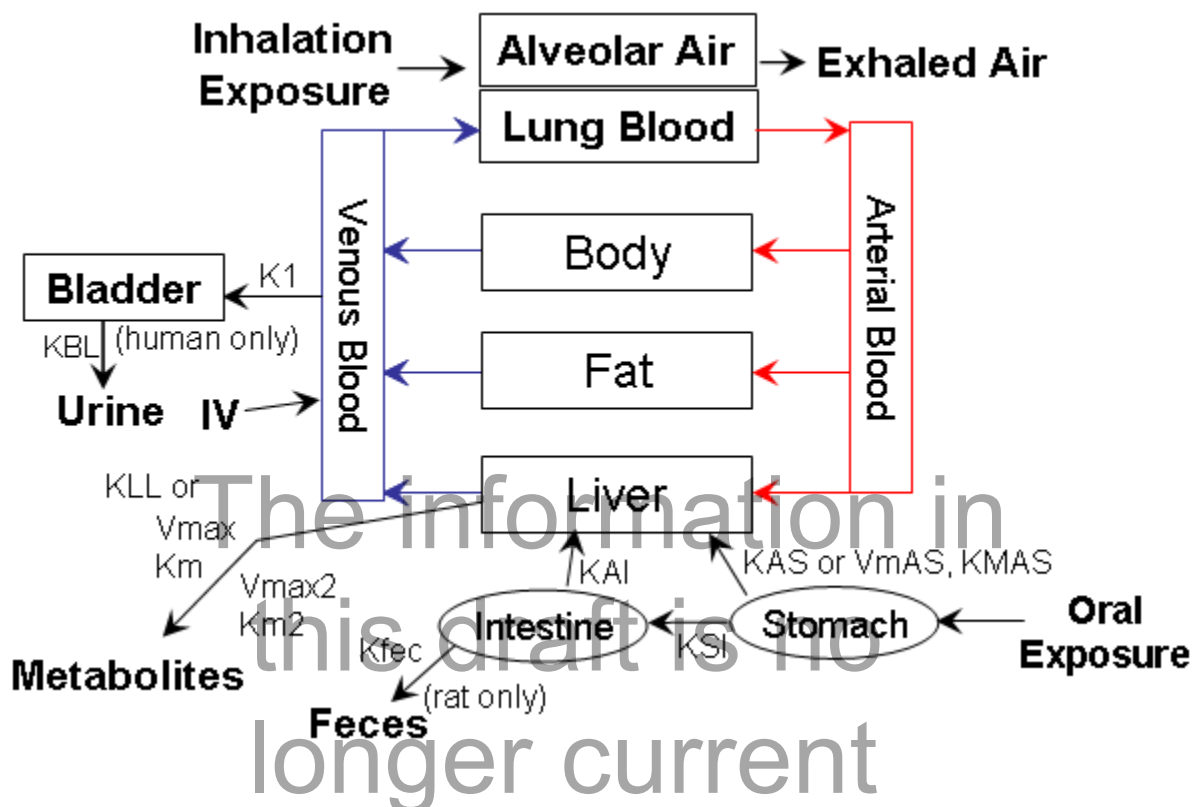 Inhalation
Exposure
Alveolar Air
Exhaled Air
Lung Blood
Venous Blood
Arterial Blood
Body
Bladder
K1
KBL
(human only)
Urine
IV
Fat
Liver
KLL or
Vmax
Km
Vmax2
Km2
KAI
KAS or VmAS, KMAS
Intestine
KSI
Stomach
Oral
Exposure
Kfec
Metabolites
(rat only)
Feces
The information in
this draft is no
longer current